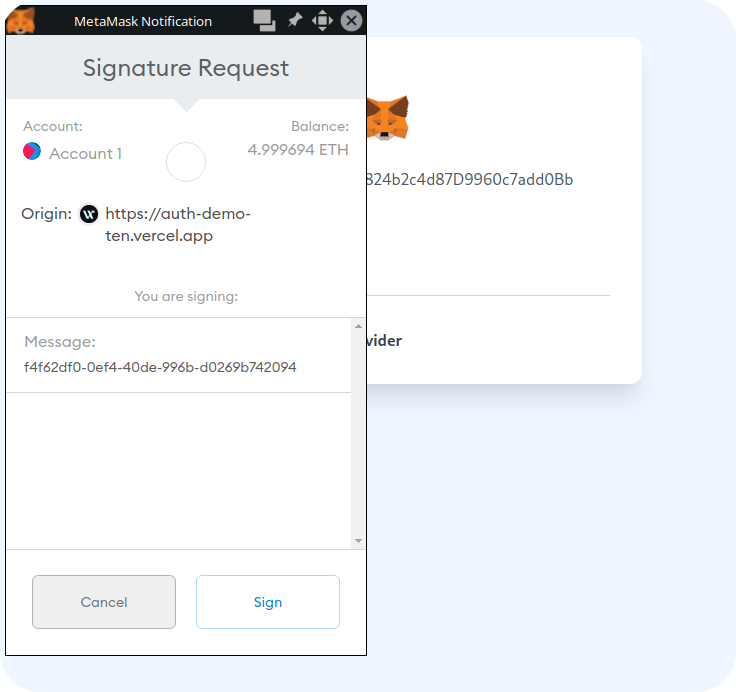 MetaMask Notification
Signature Request
Account:
Balance:
Account 1
4.999694 ETH
Origin: https://auth-demo-
ten.vercel.app
You are signing:
Message:
f4f62df0-0ef4-40de-996b-d0269b742094
Cancel
Sign
824b2c4d87D9960c7add0Bb
vider